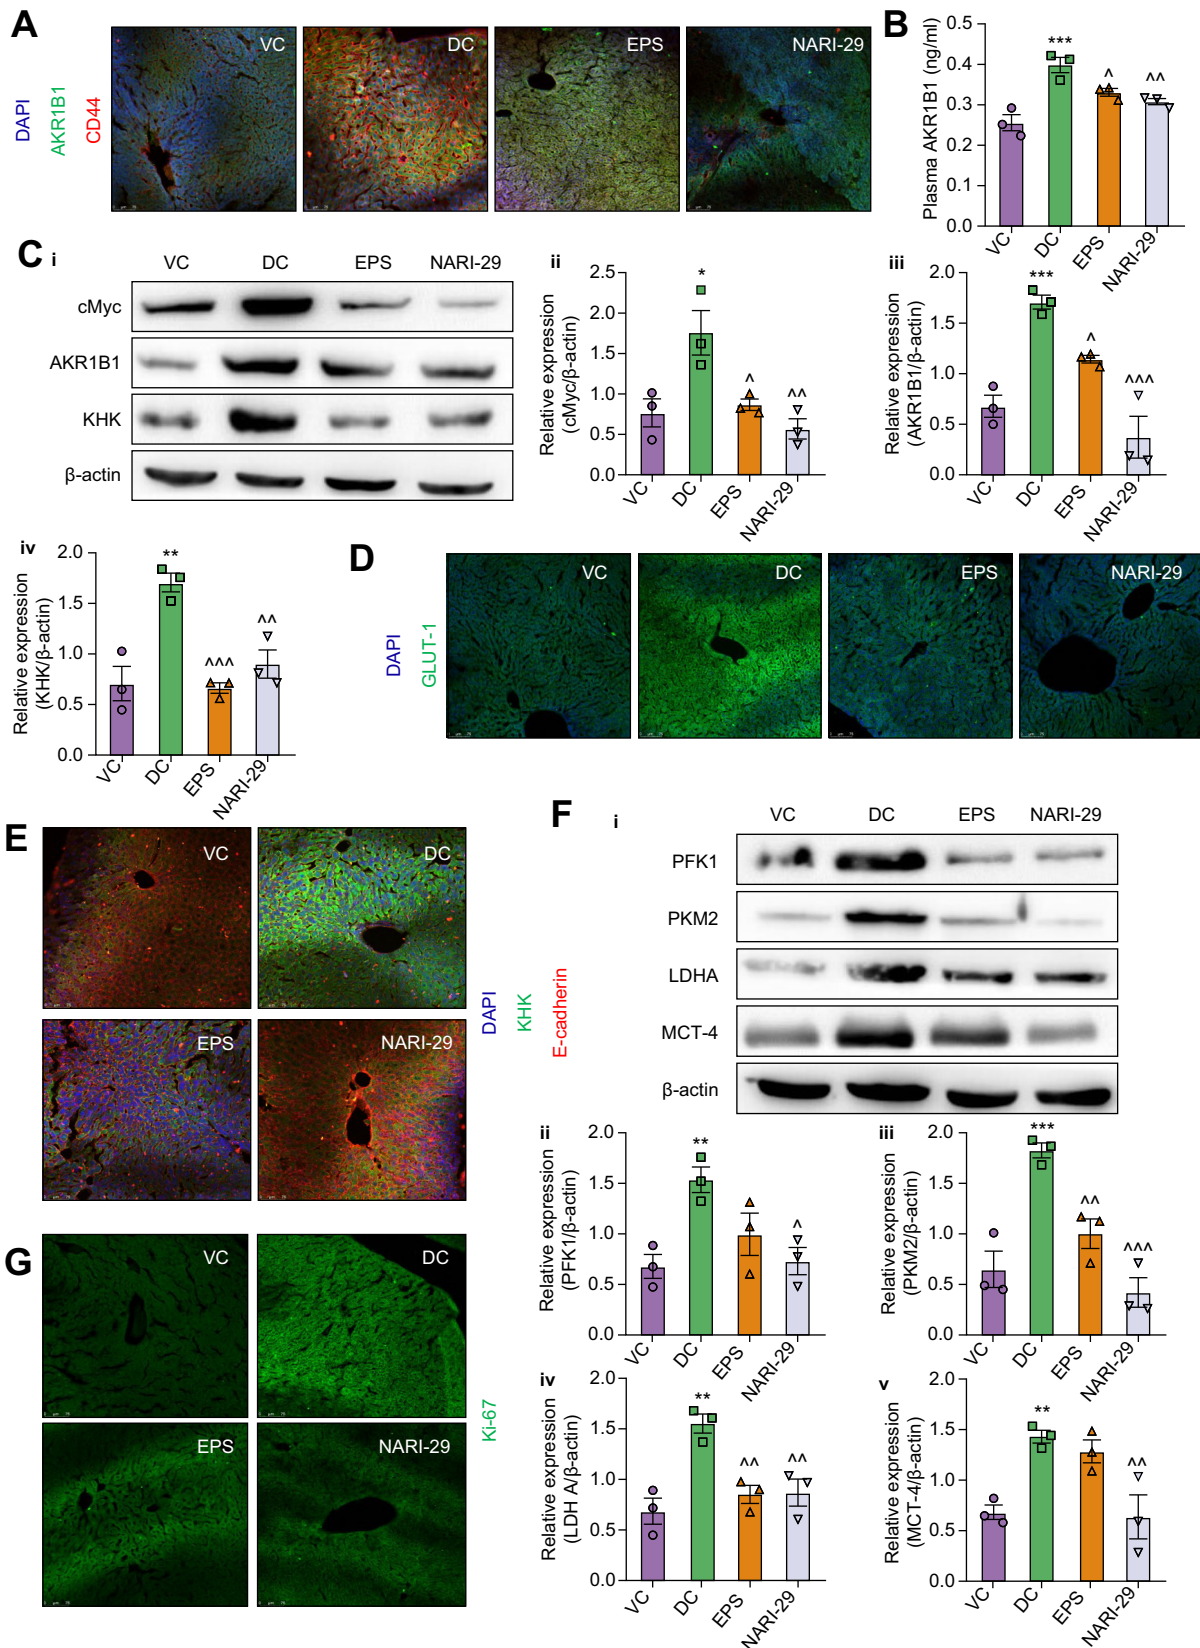 A
DAPI
AKR1B1
CD44
VC
DC
EPS
NARI-29
B
Plasma AKR1B1 (ng/ml)
0.5
0.4
0.3
0.2
0.1
0.0
***
^
^^
VC
DC
EPS
NARI-29
C
i
VC
DC
EPS
NARI-29
cMyc
AKR1B1
KHK
β-actin
ii
Relative expression
(cMyc/β-actin)
2.5
2.0
1.5
1.0
0.5
0.0
*
^
^^
VC
DC
EPS
NARI-29
iii
Relative expression
(AKR1B1/β-actin)
2.0
1.5
1.0
0.5
0.0
***
^
^^^
VC
DC
EPS
NARI-29
iv
Relative expression
(KHK/β-actin)
2.0
1.5
1.0
0.5
0.0
**
^^^
^^
VC
DC
EPS
NARI-29
D
DAPI
GLUT-1
VC
DC
EPS
NARI-29
E
VC
DC
EPS
NARI-29
DAPI
KHK
E-cadherin
F
i
VC
DC
EPS
NARI-29
PFK1
PKM2
LDHA
MCT-4
β-actin
ii
Relative expression
(PFK1/β-actin)
2.0
1.5
1.0
0.5
0.0
**
^
VC
DC
EPS
NARI-29
iii
Relative expression
(PKM2/β-actin)
2.0
1.5
1.0
0.5
0.0
***
^^
^^^
VC
DC
EPS
NARI-29
iv
Relative expression
(LDH A/β-actin)
2.0
1.5
1.0
0.5
0.0
**
^^
^^
VC
DC
EPS
NARI-29
v
Relative expression
(MCT-4/β-actin)
2.0
1.5
1.0
0.5
0.0
**
^^
VC
DC
EPS
NARI-29
G
VC
DC
EPS
NARI-29
Ki-67